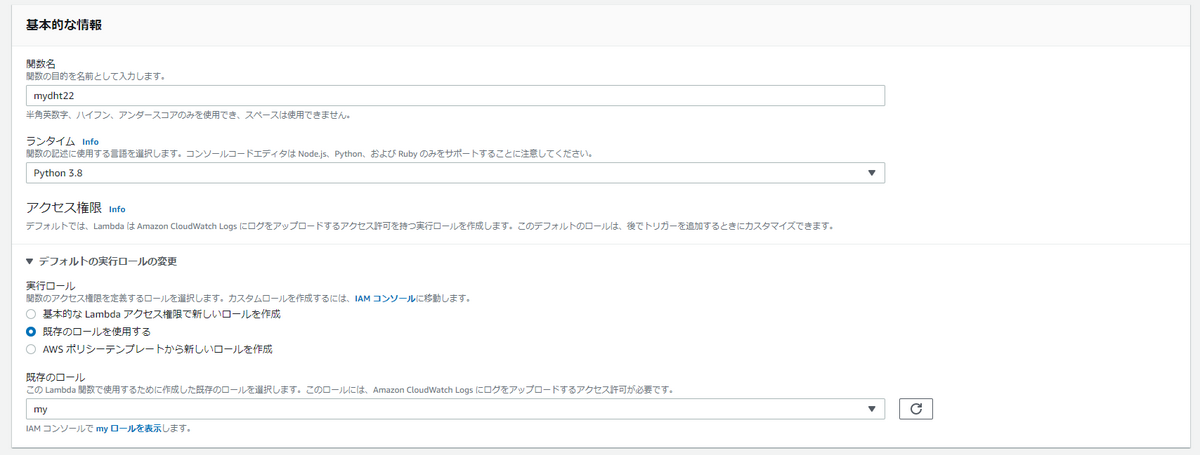 基本的な情報
関数名
関数の目的を名前として入力します。
mydht22
半角英数字、ハイフン、アンダースコアのみを使用でき、スペースは使用できません。
ランタイム Info
関数の記述に使用する言語を選択します。コンソールコードエディタは Node.js、Python、および Ruby のみをサポートすることに注意してください。
Python 3.8
アクセス権限 Info
デフォルトでは、Lambda は Amazon CloudWatch Logs にログをアップロードするアクセス許可を持つ実行ロールを作成します。このデフォルトのロールは、後でトリガーを追加するときにカスタマイズできます。
デフォルトの実行ロールの変更
実行ロール
関数のアクセス権限を定義するロールを選択します。カスタムロールを作成するには、IAM コンソールに移動します。
基本的な Lambda アクセス権限で新しいロールを作成
既存のロールを使用する
AWS ポリシーテンプレートから新しいロールを作成
既存のロール
この Lambda 関数で使用するために作成した既存のロールを選択します。このロールには、Amazon CloudWatch Logs にログをアップロードするアクセス許可が必要です。
my
IAM コンソールで my ロールを表示します。